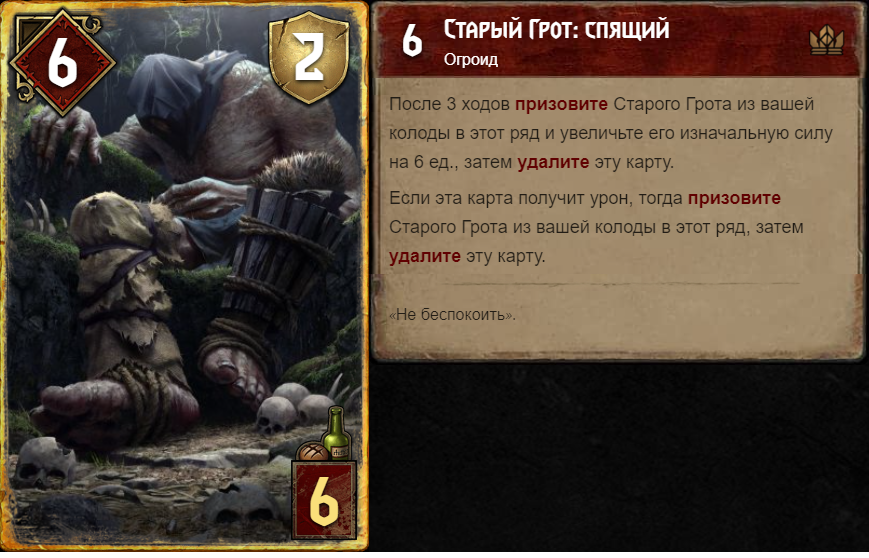 6
2
6
6
Старый Грот: спящий
Огроид
После 3 ходов призовите Старого Грота из вашей
колоды в этот ряд и увеличьте его изначальную силу
на 6 ед., затем удалите эту карту.
Если эта карта получит урон, тогда призовите
Старого Грота из вашей колоды в этот ряд, затем
удалите эту карту.
«Не беспокоить».